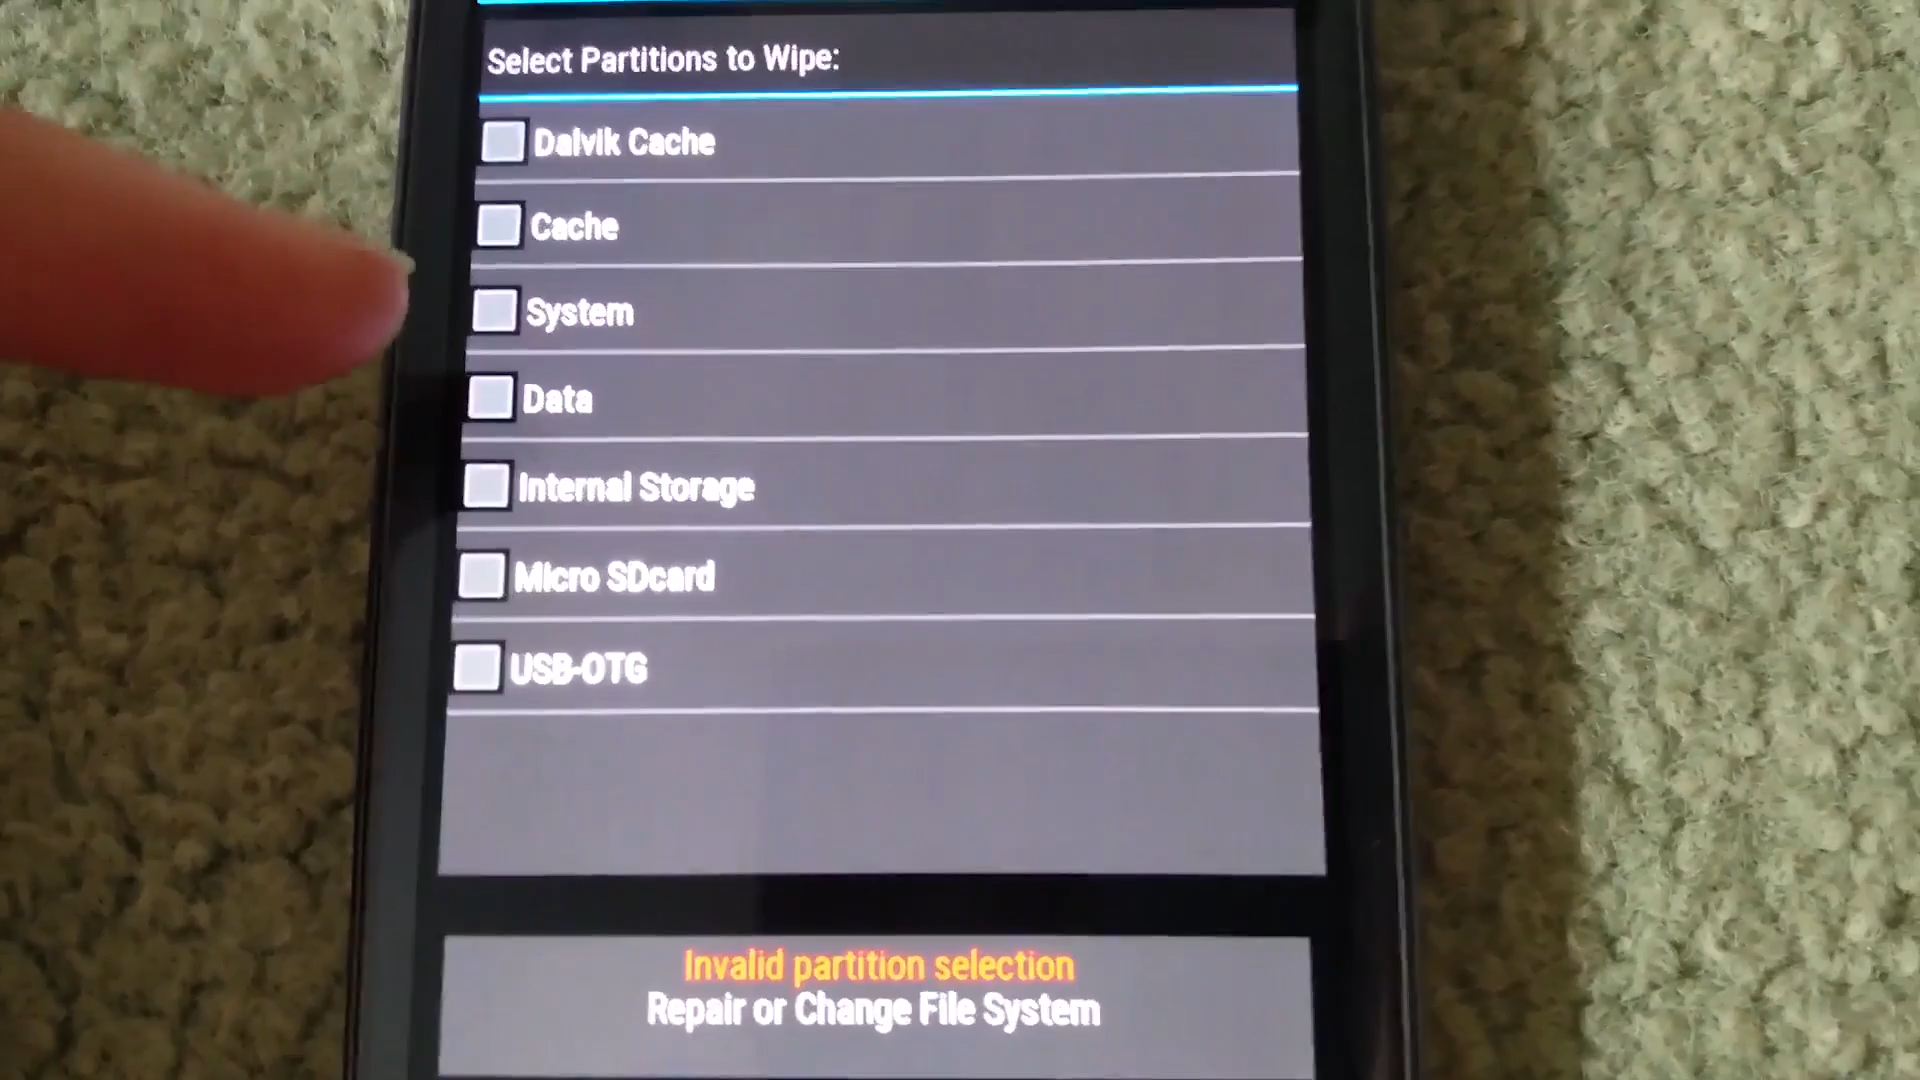 Select Partitions to Wipe:
Dalvik Cache
Cache
System
Data
Internal Storage
Micro SDcard
USB-OTG
Invalid partition selection
Repair or Change File System